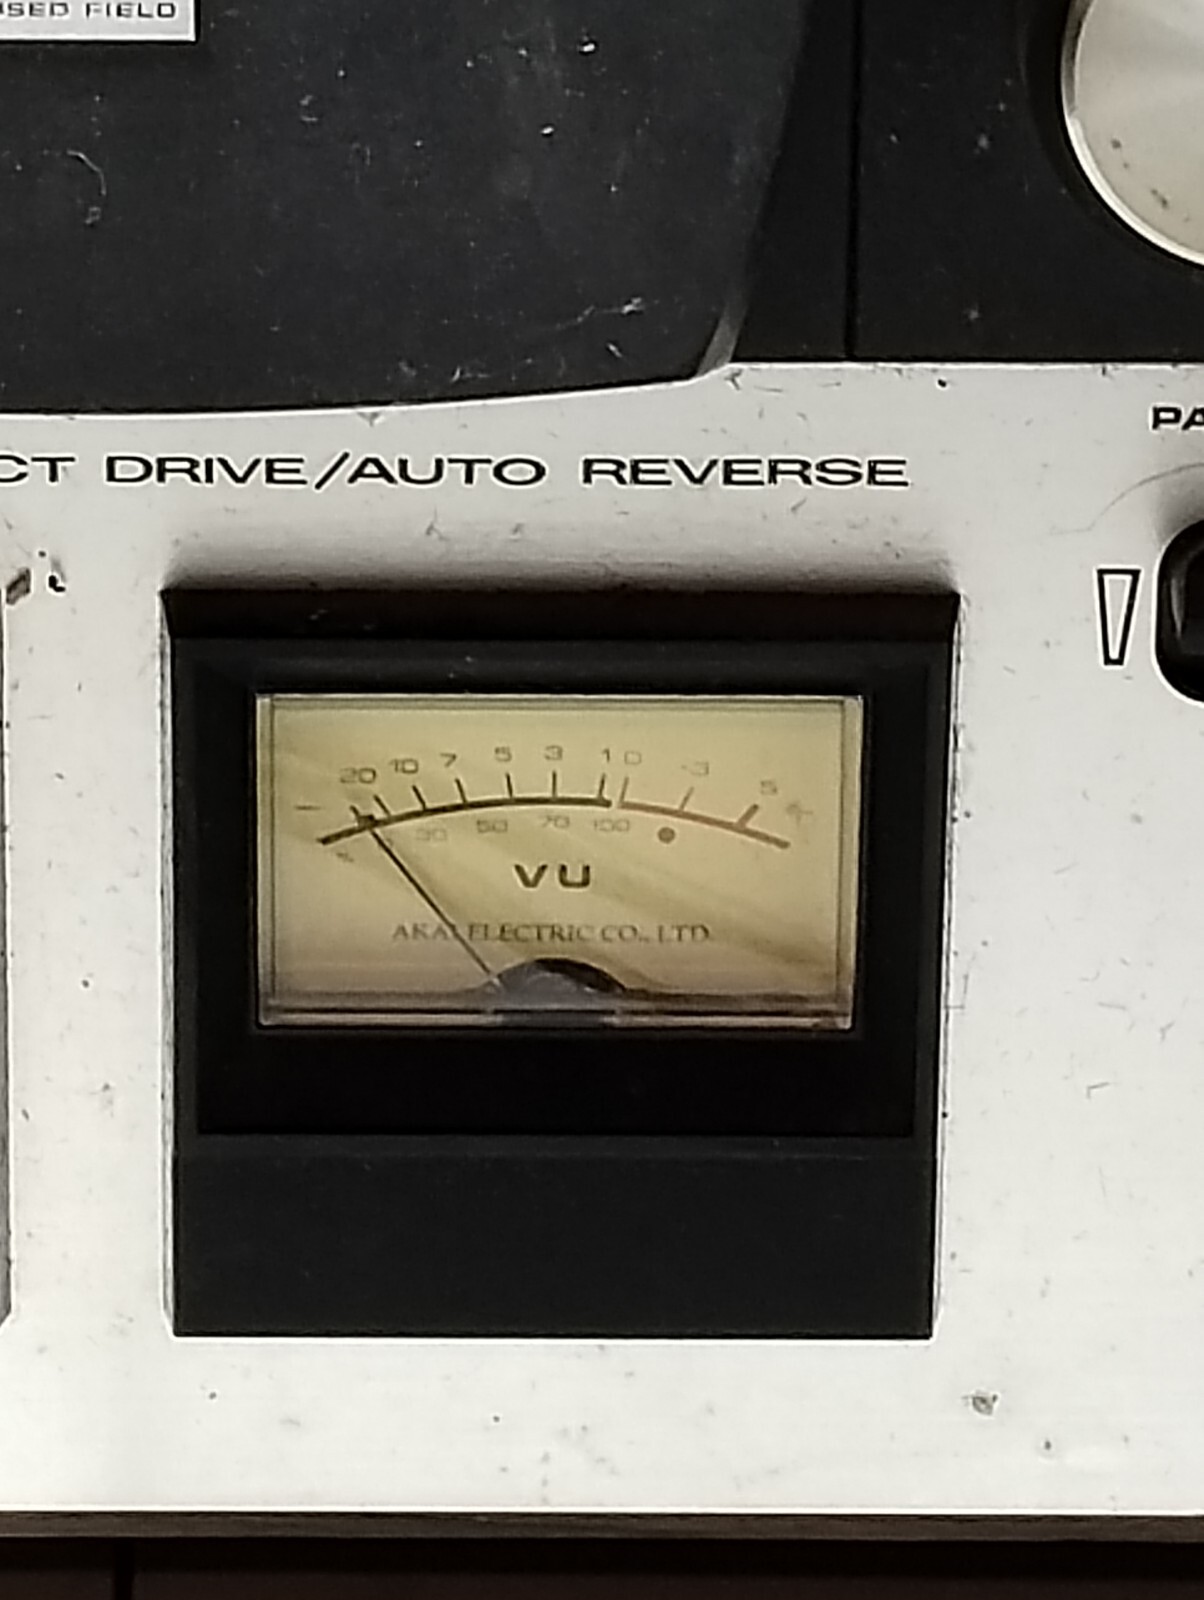 USED FIELD
PA
CT DRIVE/AUTO REVERSE
20 10 7 5 3 1 0 3 5
30 50 70 100
VU
AKAI ELECTRIC CO., LTD.